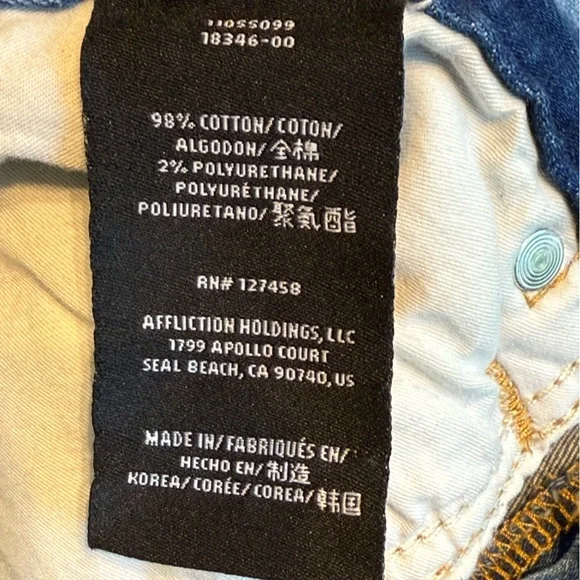 11OSS099
18346-00
98% COTTON/COTON/
ALGODON/全棉
2% POLYURETHANE/
POLYURÉTHANE/
POLIURETANO/聚氨酯
RN# 127458
AFFLICTION HOLDINGS, LLC
1799 APOLLO COURT
SEAL BEACH, CA 90740, US
MADE IN/FABRIQUÉS EN/
HECHO EN/制造
KOREA/CORÉE/COREA/韩国